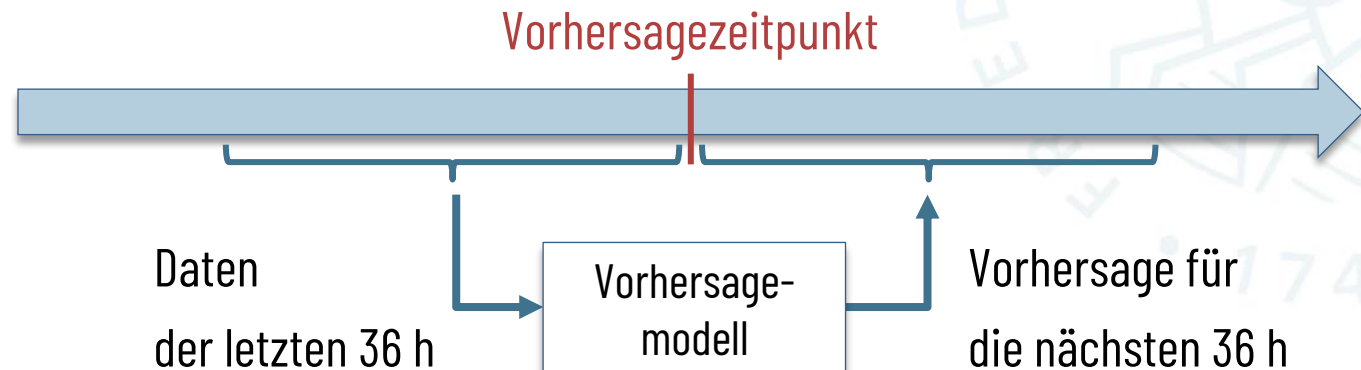 Vorhersagezeitpunkt
Daten
der letzten 36 h
Vorhersage-
modell
Vorhersage für
die nächsten 36 h